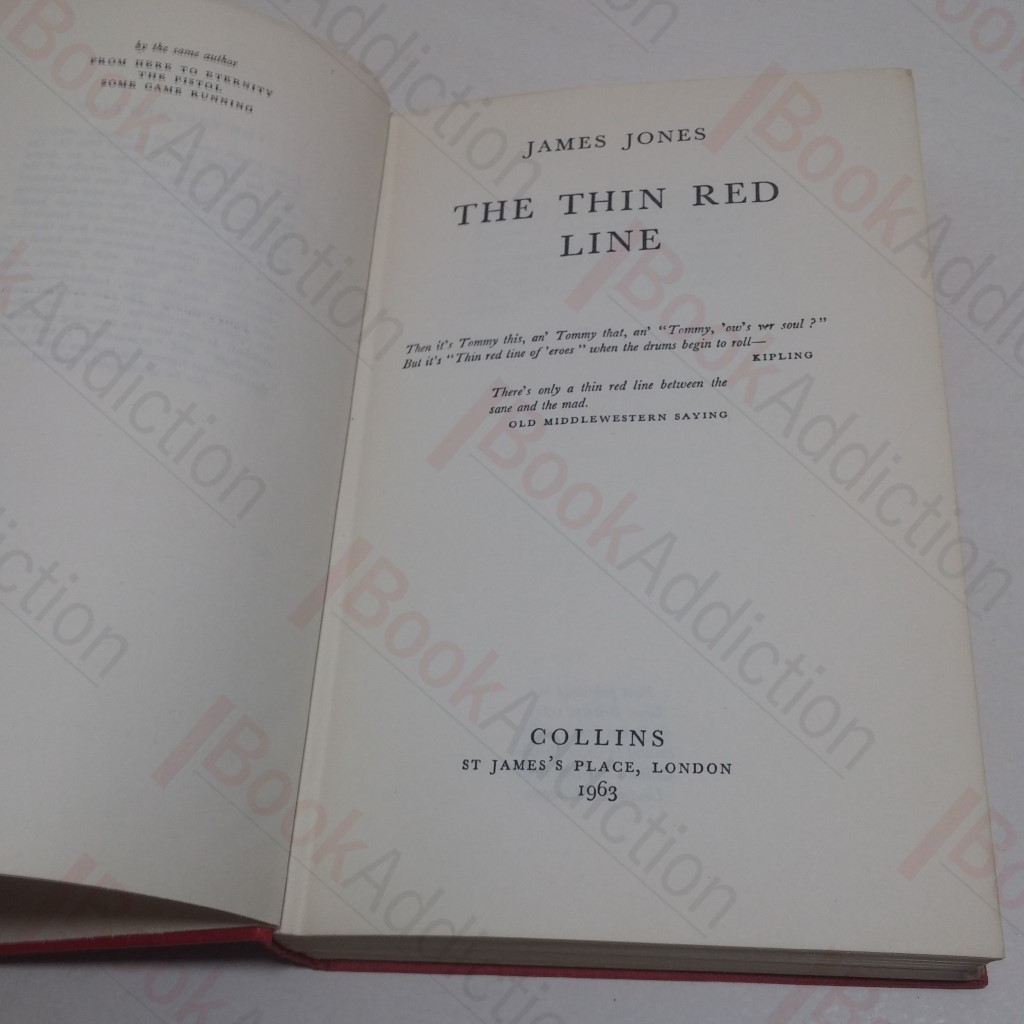 by the same author
FROM HERE TO ETERNITY
THE PISTOL
SOME CAME RUNNING
JAMES JONES
THE THIN RED
LINE
Then it's Tommy this, an' Tommy that, an' "Tommy, 'ow's yer soul ?"
But it's "Thin red line of 'eroes" when the drums begin to roll—
KIPLING
There's only a thin red line between the
sane and the mad.
OLD MIDDLEWESTERN SAYING
COLLINS
ST JAMES'S PLACE, LONDON
1963
BookAddiction